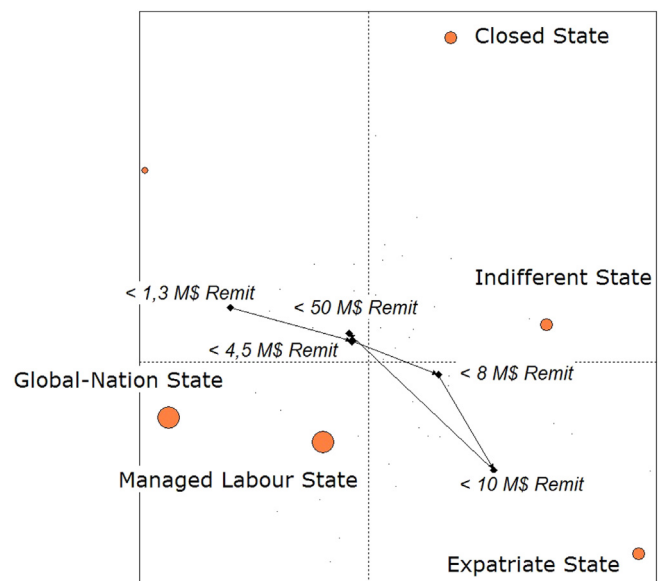 Closed State
Indifferent State
< 1,3 M$ Remit
< 50 M$ Remit
< 4,5 M$ Remit
< 8 M$ Remit
Global-Nation State
Managed Labour State
< 10 M$ Remit
Expatriate State